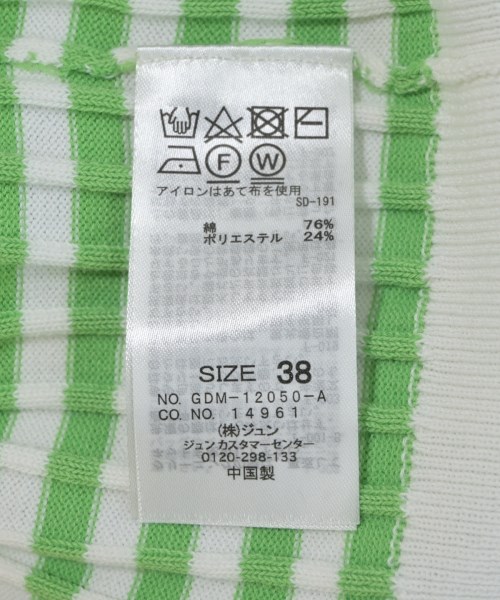 F W
アイロンはあて布を使用
SD-191
綿 76%
ポリエステル 24%
SIZE 38
NO. GDM-12050-A
CO. NO. 14961
(株)ジュン
ジュン カスタマーセンター
0120-298-133
中国製